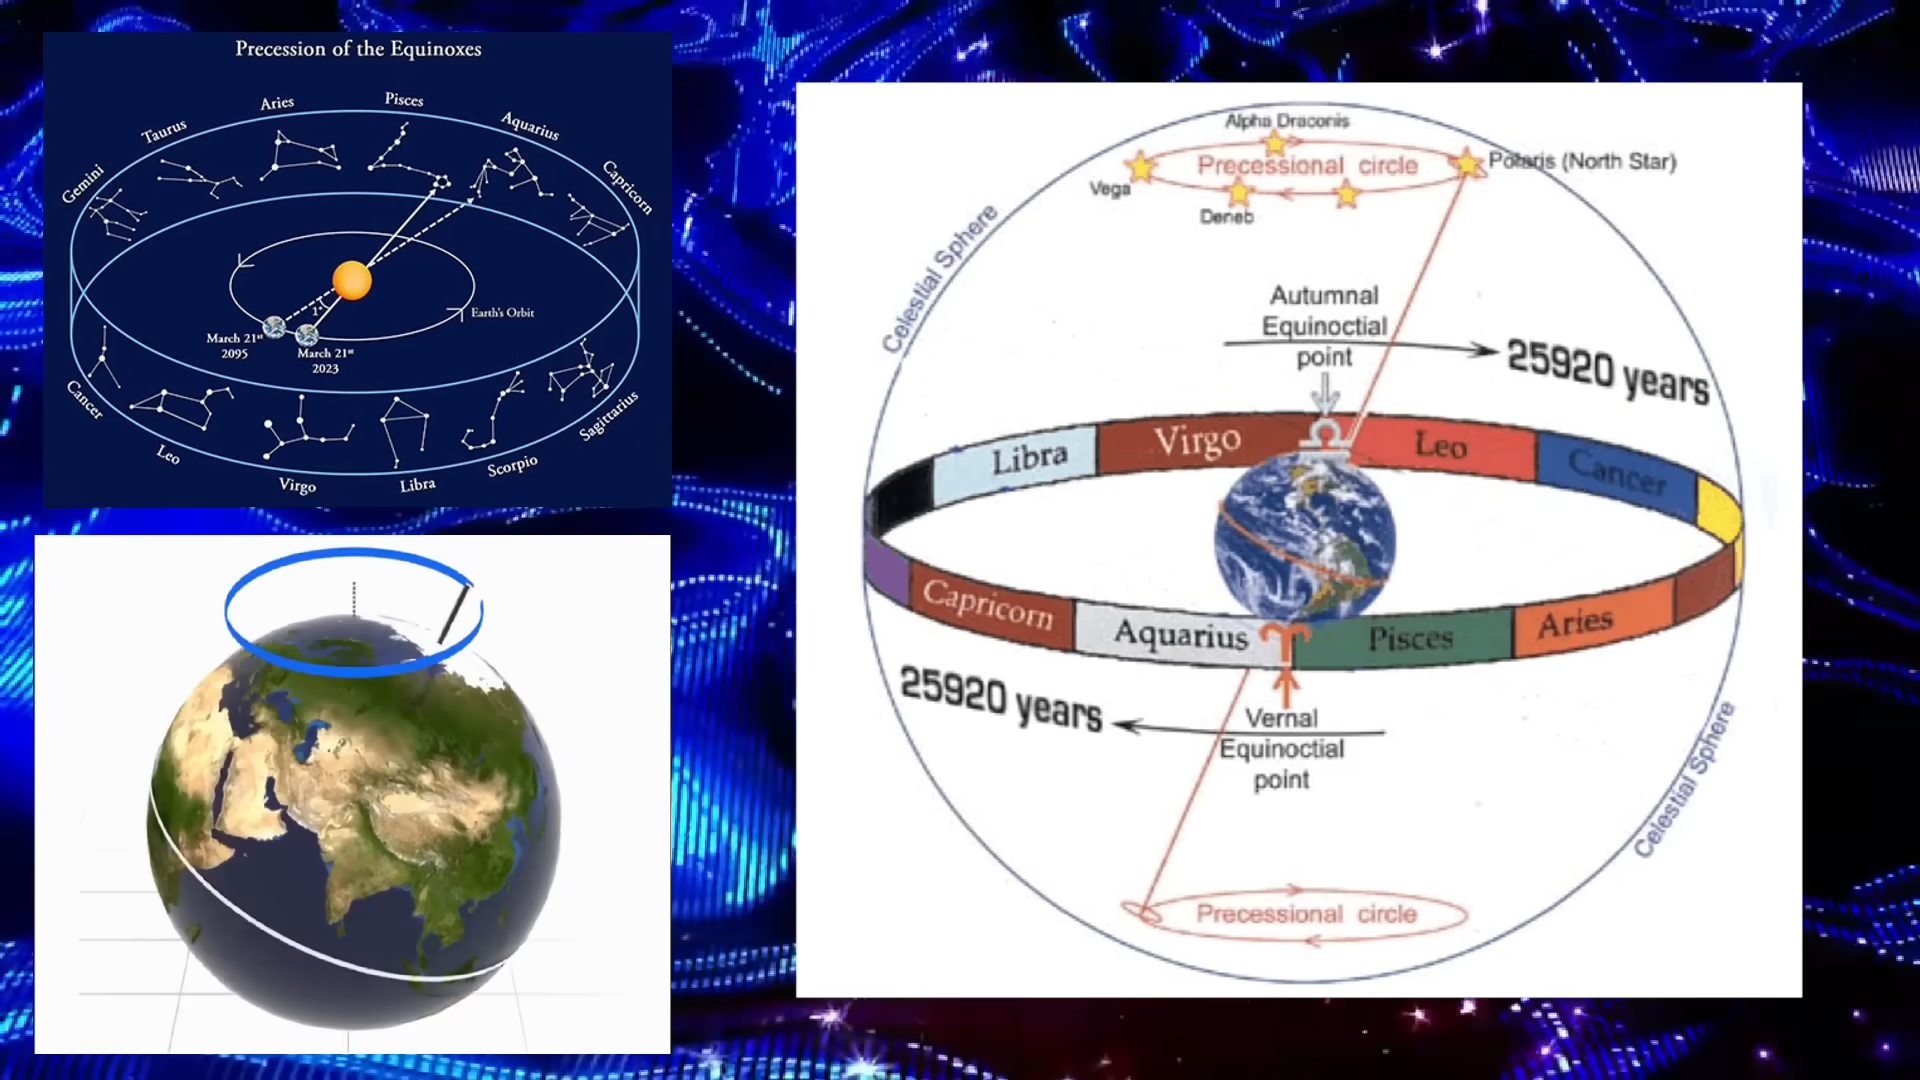 Precession of the Equinoxes
Aries
Pisces
Taurus
Aquarius
Gemini
Capricorn
1°
Earth's Orbit
March 21st
2095
March 21st
2023
Cancer
Leo
Virgo
Libra
Scorpio
Sagittarius
Alpha Draconis
Precessional circle
Polaris (North Star)
Vega
Deneb
Celestial Sphere
Autumnal
Equinoctial
point
25920 years
Libra
Virgo
Leo
Cancer
Capricorn
Aquarius
Pisces
Aries
25920 years
Vernal
Equinoctial
point
Celestial Sphere
Precessional circle